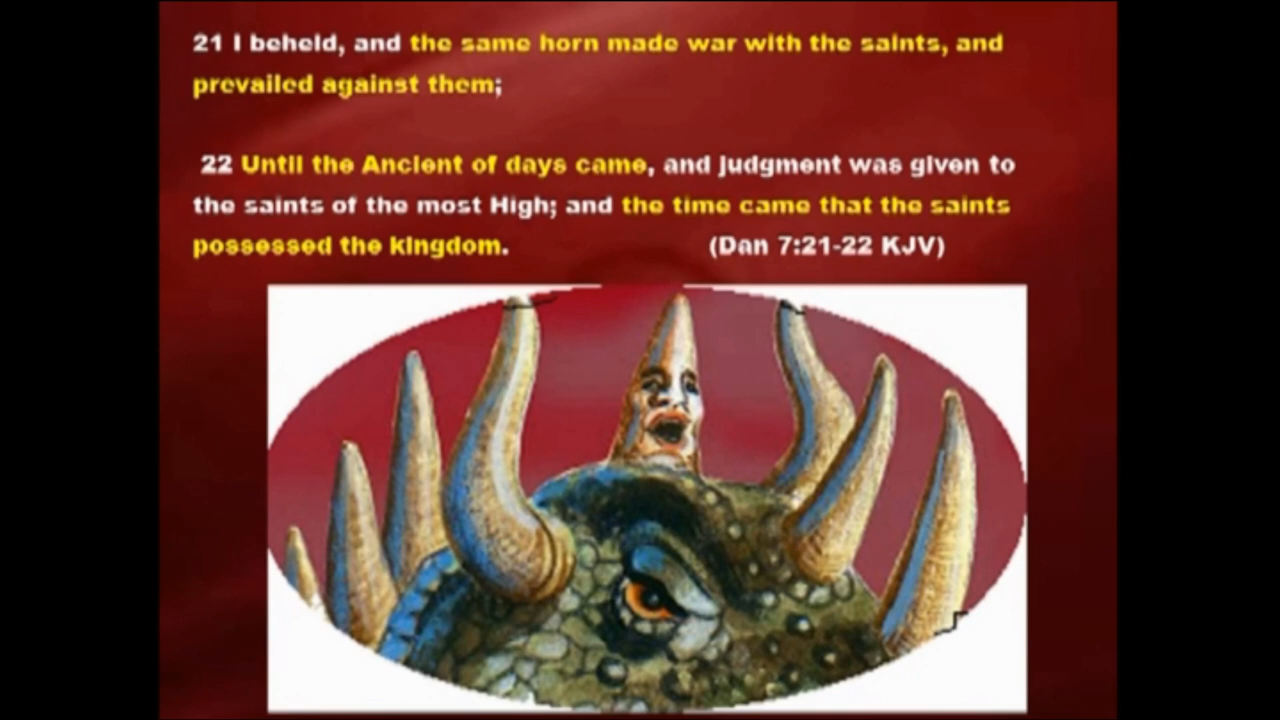 21 I beheld, and the same horn made war with the saints, and
prevailed against them;
22 Until the Ancient of days came, and judgment was given to
the saints of the most High; and the time came that the saints
possessed the kingdom. (Dan 7:21-22 KJV)